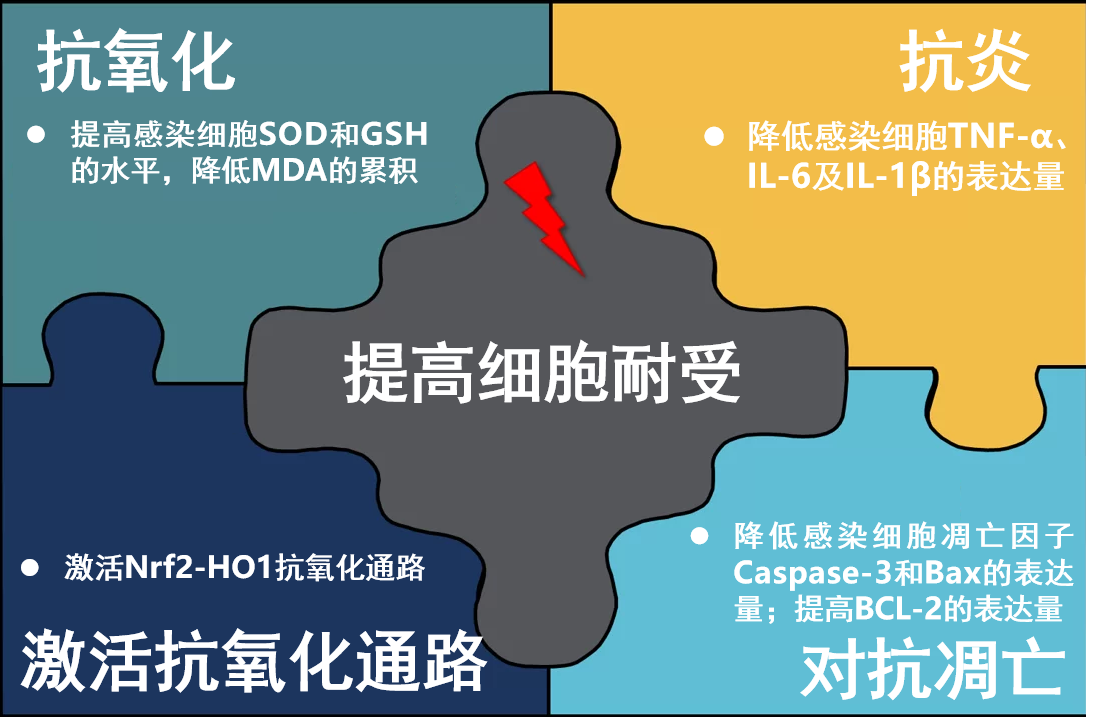 抗氧化
● 提高感染细胞SOD和GSH
的水平，降低MDA的累积
抗炎
● 降低感染细胞TNF-α、
IL-6及IL-1β的表达量
提高细胞耐受
● 激活Nrf2-HO1抗氧化通路
激活抗氧化通路
● 降低感染细胞凋亡因子
Caspase-3和Bax的表达
量；提高BCL-2的表达量
对抗凋亡